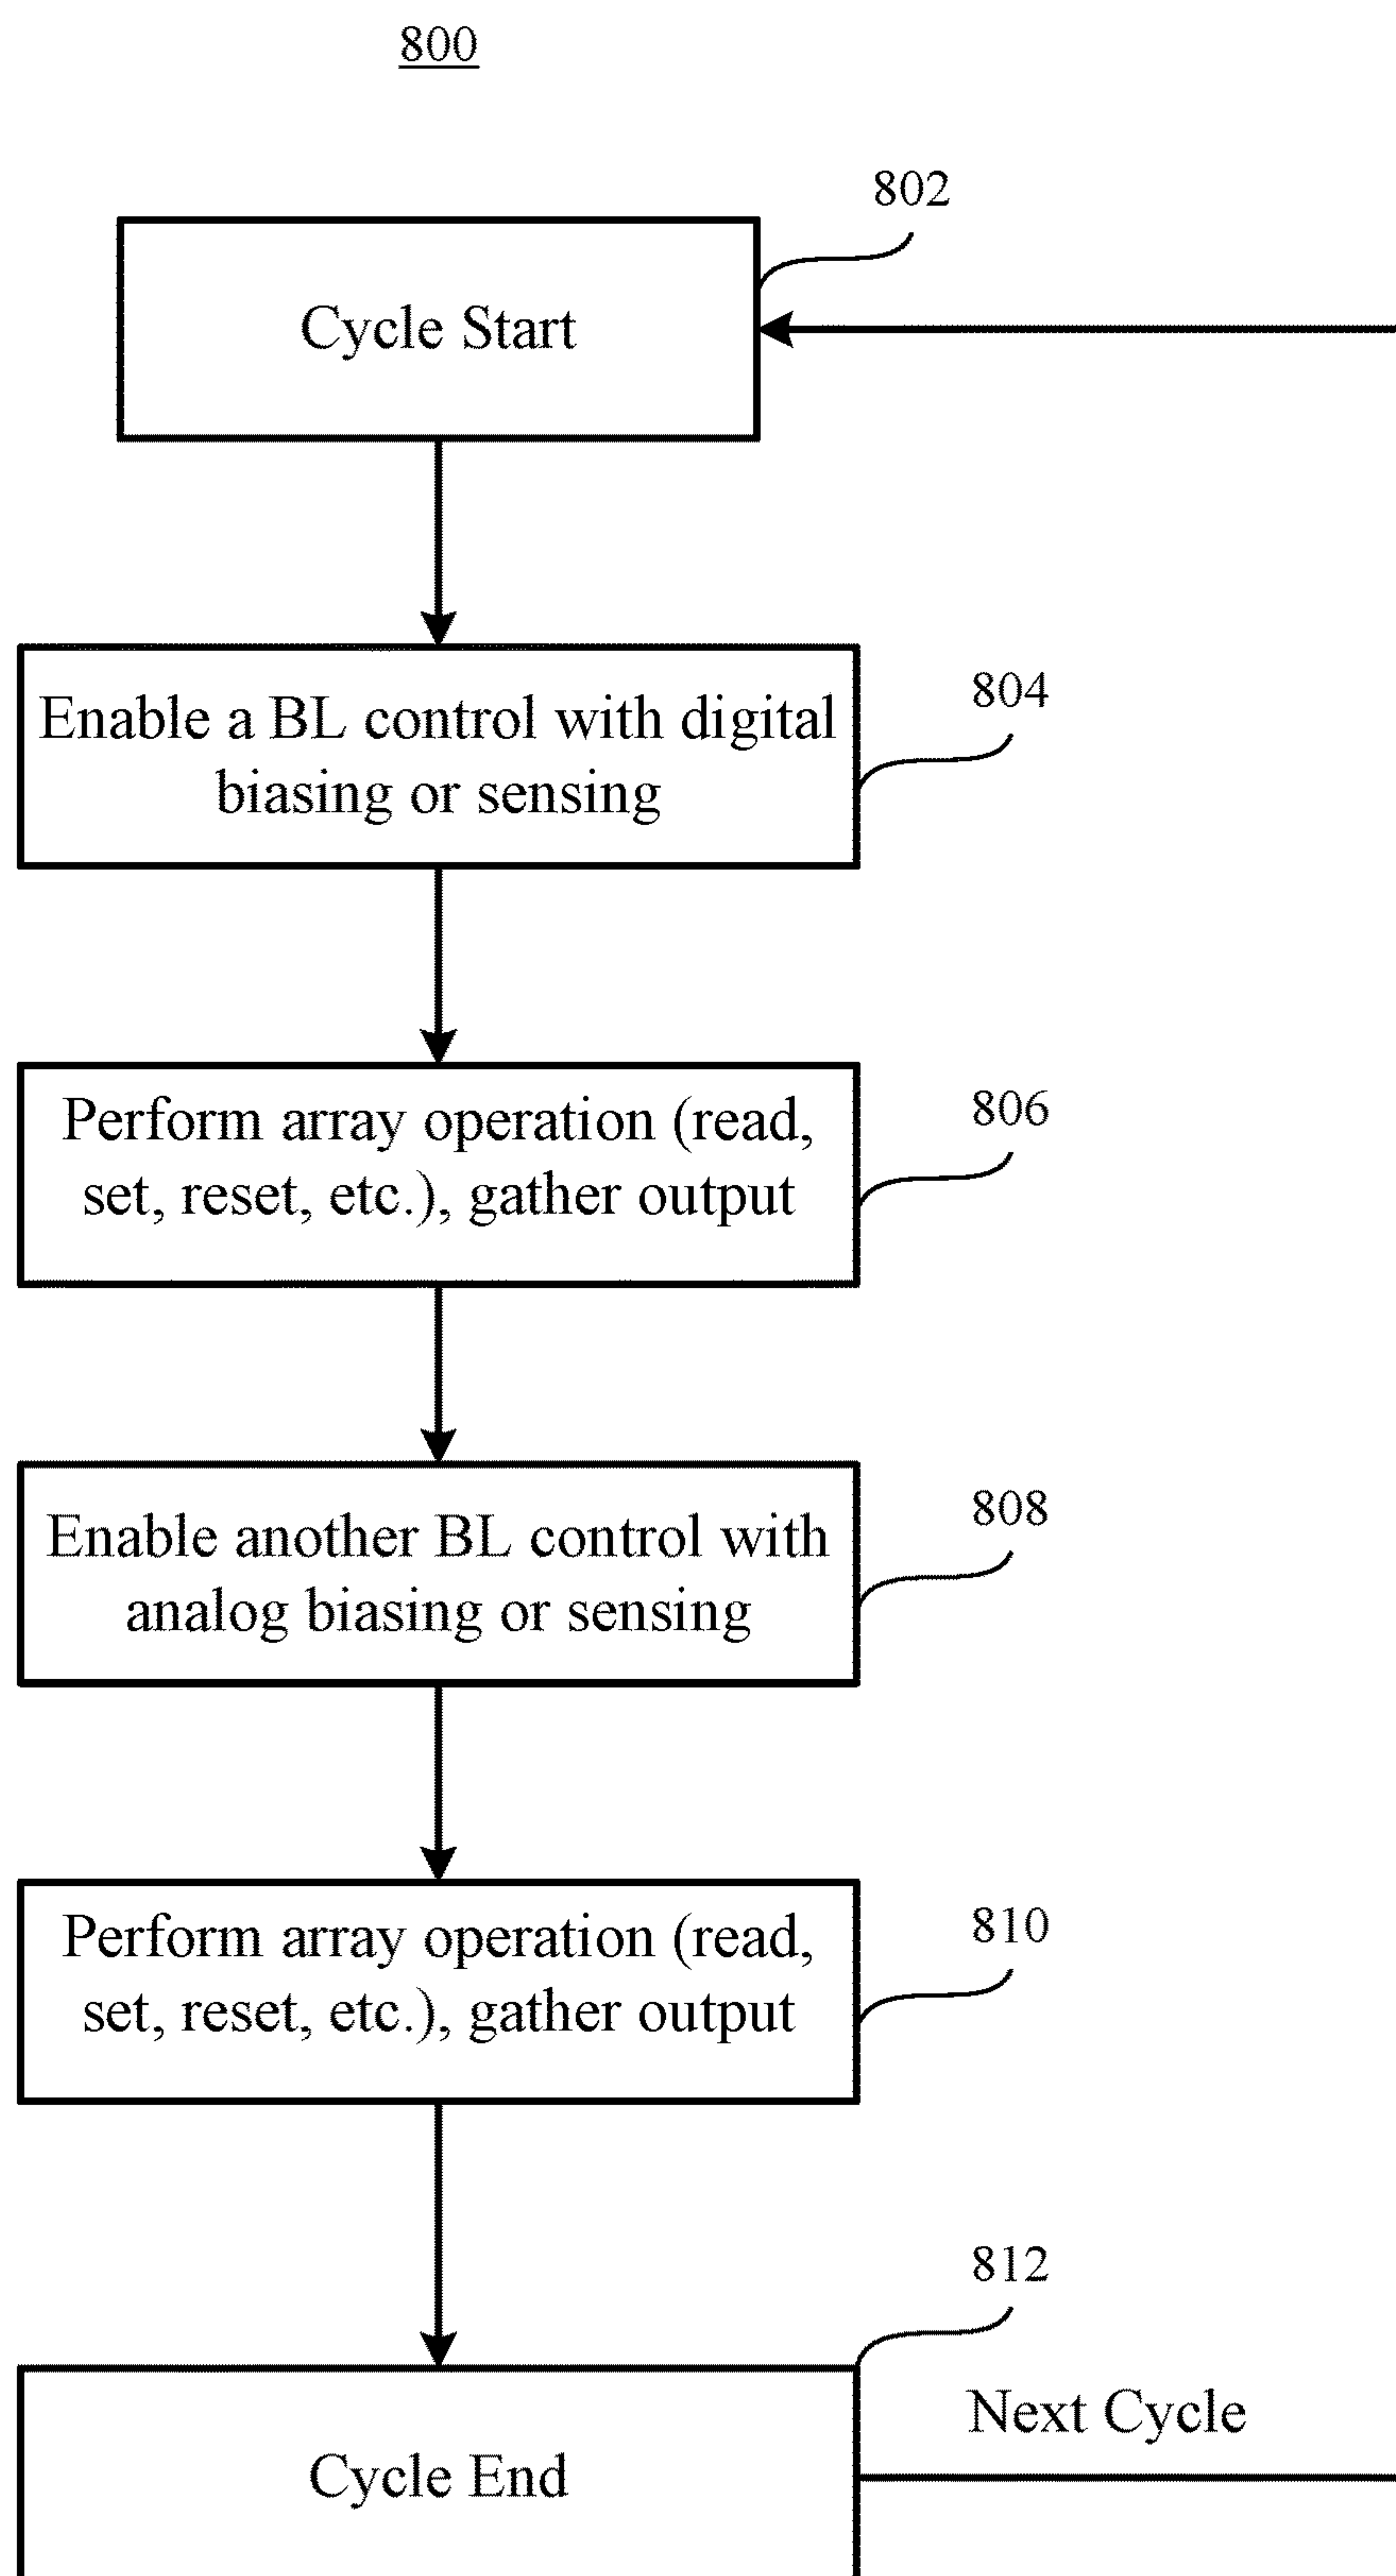 800
802
Cycle Start
804
Enable a BL control with digital
biasing or sensing
806
Perform array operation (read,
set, reset, etc.), gather output
808
Enable another BL control with
analog biasing or sensing
810
Perform array operation (read,
set, reset, etc.), gather output
812
Next Cycle
Cycle End